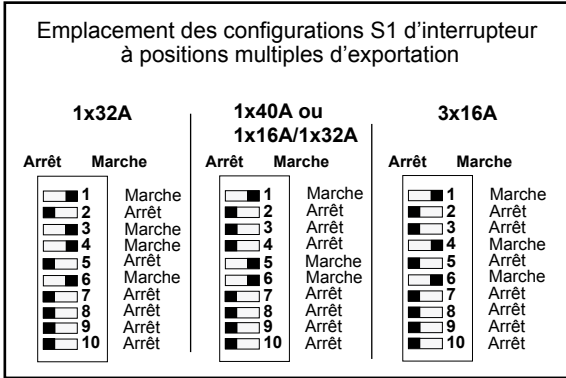 Emplacement des configurations S1 d’interrupteur
à positions multiples d’exportation
1x32A
Arrêt Marche
1 Marche
2 Arrêt
3 Marche
4 Marche
5 Arrêt
6 Marche
7 Arrêt
8 Arrêt
9 Arrêt
10 Arrêt
1x40A ou
1x16A/1x32A
Arrêt Marche
1 Marche
2 Arrêt
3 Arrêt
4 Arrêt
5 Marche
6 Marche
7 Arrêt
8 Arrêt
9 Arrêt
10 Arrêt
3x16A
Arrêt Marche
1 Marche
2 Arrêt
3 Arrêt
4 Marche
5 Arrêt
6 Marche
7 Arrêt
8 Arrêt
9 Arrêt
10 Arrêt